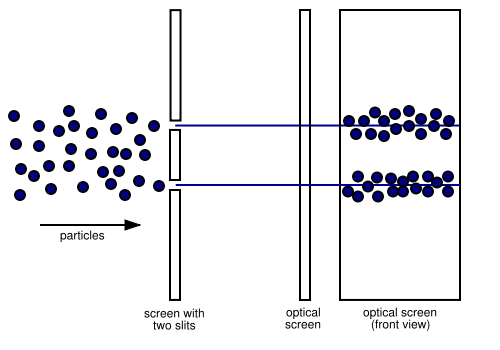 particles
screen with
two slits
optical
screen
optical screen
(front view)